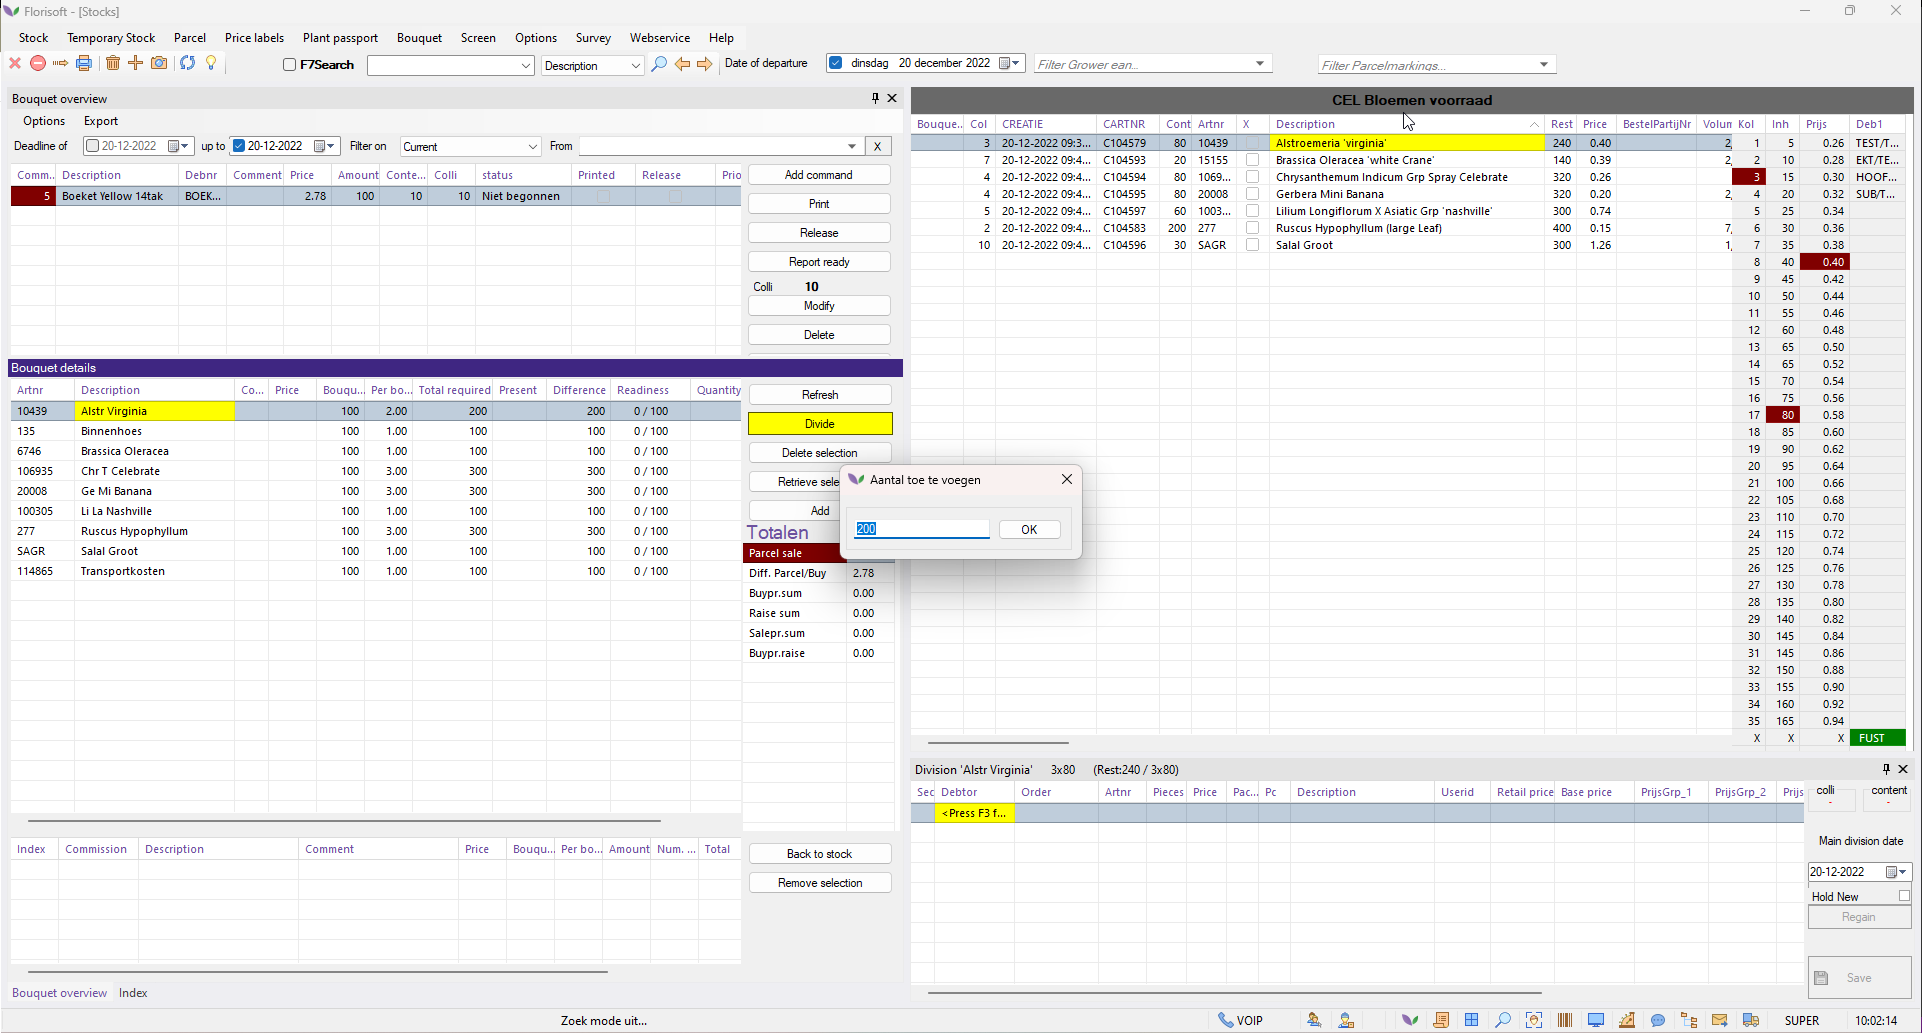 Florisoft - [Stocks]
Stock Temporary Stock Parcel Price labels Plant passport Bouquet Screen Options Survey Webservice Help
F7Search Description Date of departure dinsdag 20 december 2022 Filter Grower ean... Filter Parcelmarkings...
Bouquet overview
Options Export
Deadline of 20-12-2022 up to 20-12-2022 Filter on Current From X
Comm... Description Debnr Comment Price Amount Conte... Colli status Printed Release Prio
5 Boeket Yellow 14tak BOEK... 2.78 100 10 10 Niet begonnen
Add command
Print
Release
Report ready
Colli 10
Modify
Delete
Bouquet details
Artnr Description Co... Price Bouqu... Per bo... Total required Present Difference Readiness Quantity
10439 Alstr Virginia 100 2.00 200 200 0 / 100
135 Binnenhoes 100 1.00 100 100 0 / 100
6746 Brassica Oleracea 100 1.00 100 100 0 / 100
106935 Chr T Celebrate 100 3.00 300 300 0 / 100
20008 Ge Mi Banana 100 3.00 300 300 0 / 100
100305 Li La Nashville 100 1.00 100 100 0 / 100
277 Ruscus Hypophyllum 100 3.00 300 300 0 / 100
SAGR Salal Groot 100 1.00 100 100 0 / 100
114865 Transportkosten 100 1.00 100 100 0 / 100
Refresh
Divide
Delete selection
Retrieve sele
Add
Totalen
Parcel sale
Diff. Parcel/Buy 2.78
Buypr.sum 0.00
Raise sum 0.00
Salepr.sum 0.00
Buypr.raise 0.00
Aantal toe te voegen
200 OK
Index Commission Description Comment Price Bouqu... Per bo... Amount Num. ... Total
Back to stock
Remove selection
Bouquet overview Index
CEL Bloemen voorraad
Bouque.. Col CREATIE CARTNR Cont Artnr X Description Rest Price BestelPartijNr Volun
3 20-12-2022 09:3... C104579 80 10439 Alstroemeria 'virginia' 240 0.40 2,
7 20-12-2022 09:4... C104593 20 15155 Brassica Oleracea 'white Crane' 140 0.39 2,
4 20-12-2022 09:4... C104594 80 1069... Chrysanthemum Indicum Grp Spray Celebrate 320 0.26
4 20-12-2022 09:4... C104595 80 20008 Gerbera Mini Banana 320 0.20 2,
5 20-12-2022 09:4... C104597 60 1003... Lilium Longiflorum X Asiatic Grp 'nashville' 300 0.74
2 20-12-2022 09:4... C104583 200 277 Ruscus Hypophyllum (large Leaf) 400 0.15 7,
10 20-12-2022 09:4... C104596 30 SAGR Salal Groot 300 1.26 1,
Kol Inh Prijs Deb1
1 5 0.26 TEST/T...
2 10 0.28 EKT/TE...
3 15 0.30 HOOF...
4 20 0.32 SUB/T...
5 25 0.34
6 30 0.36
7 35 0.38
8 40 0.40
9 45 0.42
10 50 0.44
11 55 0.46
12 60 0.48
13 65 0.50
14 65 0.52
15 70 0.54
16 75 0.56
17 80 0.58
18 85 0.60
19 90 0.62
20 95 0.64
21 100 0.66
22 105 0.68
23 110 0.70
24 115 0.72
25 120 0.74
26 125 0.76
27 130 0.78
28 135 0.80
29 140 0.82
30 145 0.84
31 145 0.86
32 150 0.88
33 155 0.90
34 160 0.92
35 165 0.94
X X X FUST
Division 'Alstr Virginia' 3x80 (Rest:240 / 3x80)
Sec Debtor Order Artnr Pieces Price Pac... Pc Description Userid Retail price Base price PrijsGrp_1 PrijsGrp_2 Prijs
<Press F3 f...
colli content
- -
Main division date
20-12-2022
Hold New
Regain
Save
Zoek mode uit... VOIP SUPER 10:02:14